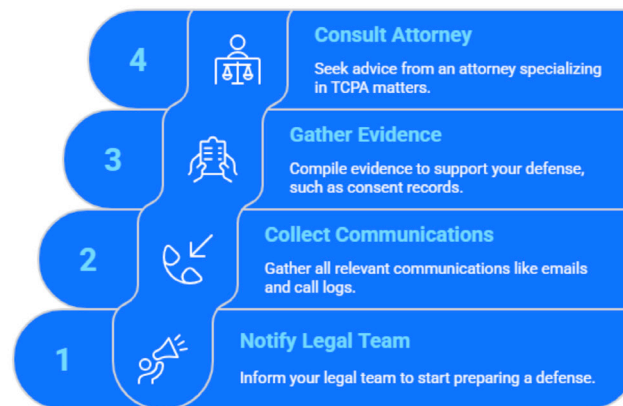 4
Consult Attorney
Seek advice from an attorney specializing
in TCPA matters.
3
Gather Evidence
Compile evidence to support your defense,
such as consent records.
2
Collect Communications
Gather all relevant communications like emails
and call logs.
1
Notify Legal Team
Inform your legal team to start preparing a defense.